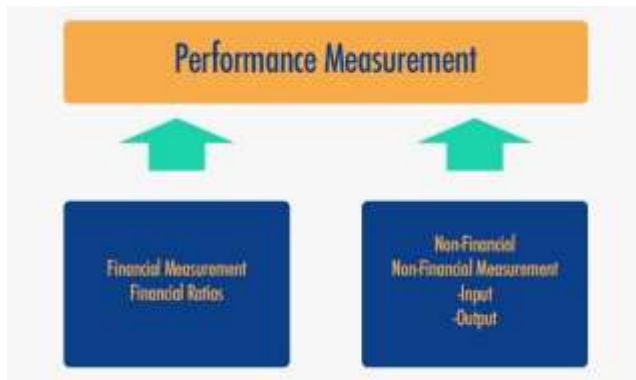 Performance Measurement
Financial Measurement
Financial Ratios
Non-Financial
Non-Financial Measurement
-Input
-Output